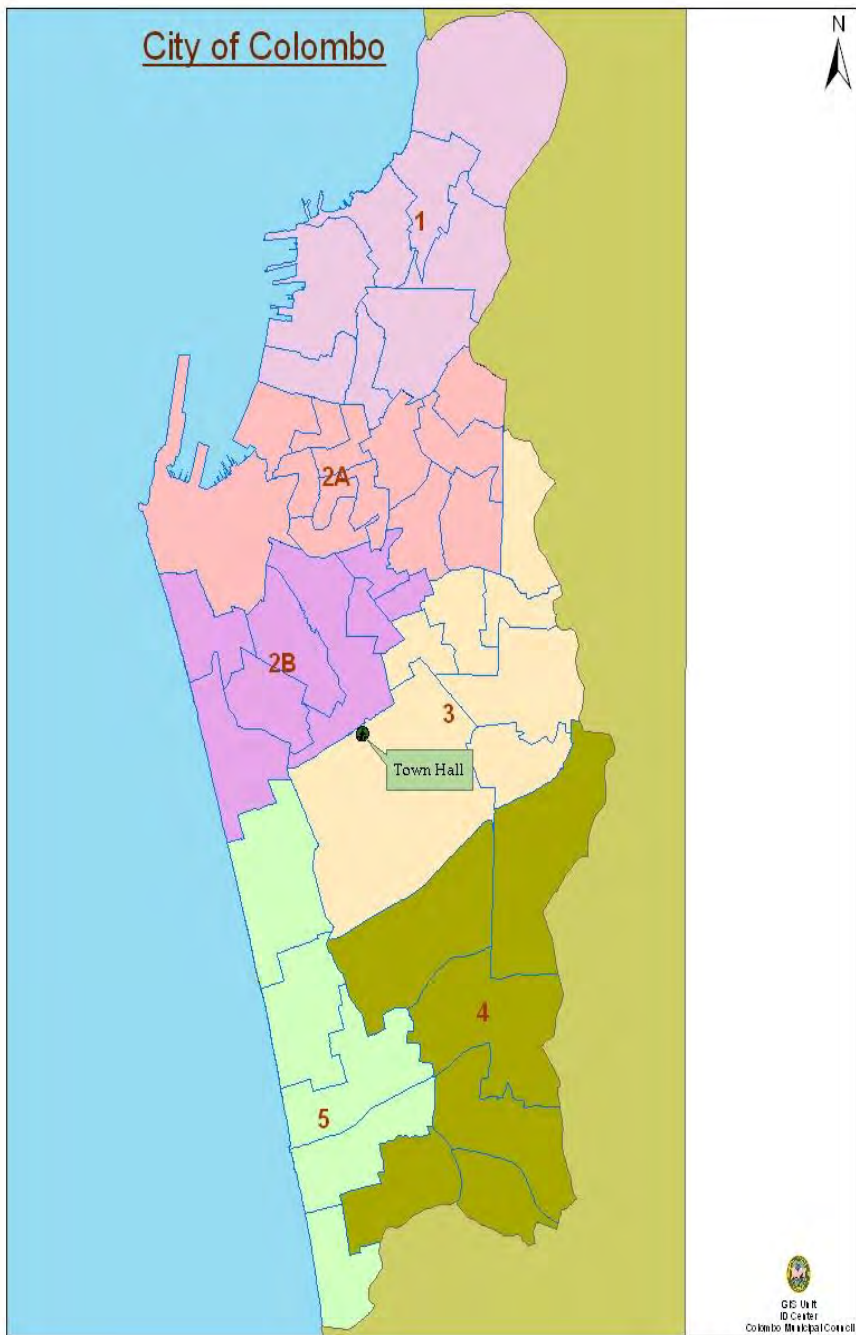 City of Colombo
N
1
2A
2B
3
Town Hall
4
5
GIS Unit
ID Center
Colombo Municipal Council